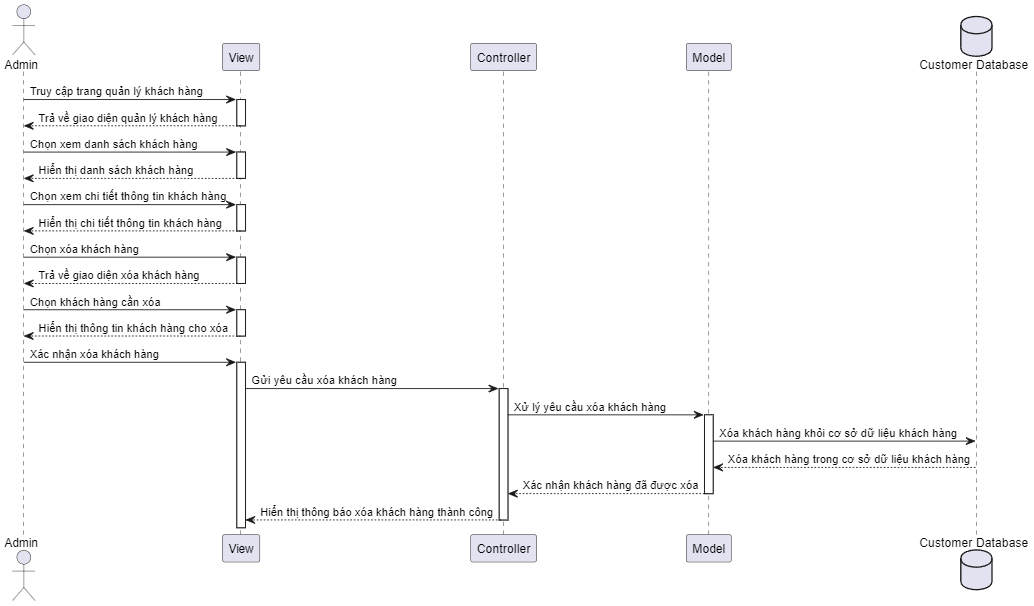 Admin
View
Controller
Model
Customer Database
Truy cập trang quản lý khách hàng
Trả về giao diện quản lý khách hàng
Chọn xem danh sách khách hàng
Hiển thị danh sách khách hàng
Chọn xem chi tiết thông tin khách hàng
Hiển thị chi tiết thông tin khách hàng
Chọn xóa khách hàng
Trả về giao diện xóa khách hàng
Chọn khách hàng cần xóa
Hiển thị thông tin khách hàng cho xóa
Xác nhận xóa khách hàng
Gửi yêu cầu xóa khách hàng
Xử lý yêu cầu xóa khách hàng
Xóa khách hàng khỏi cơ sở dữ liệu khách hàng
Xóa khách hàng trong cơ sở dữ liệu khách hàng
Xác nhận khách hàng đã được xóa
Hiển thị thông báo xóa khách hàng thành công
Admin
View
Controller
Model
Customer Database